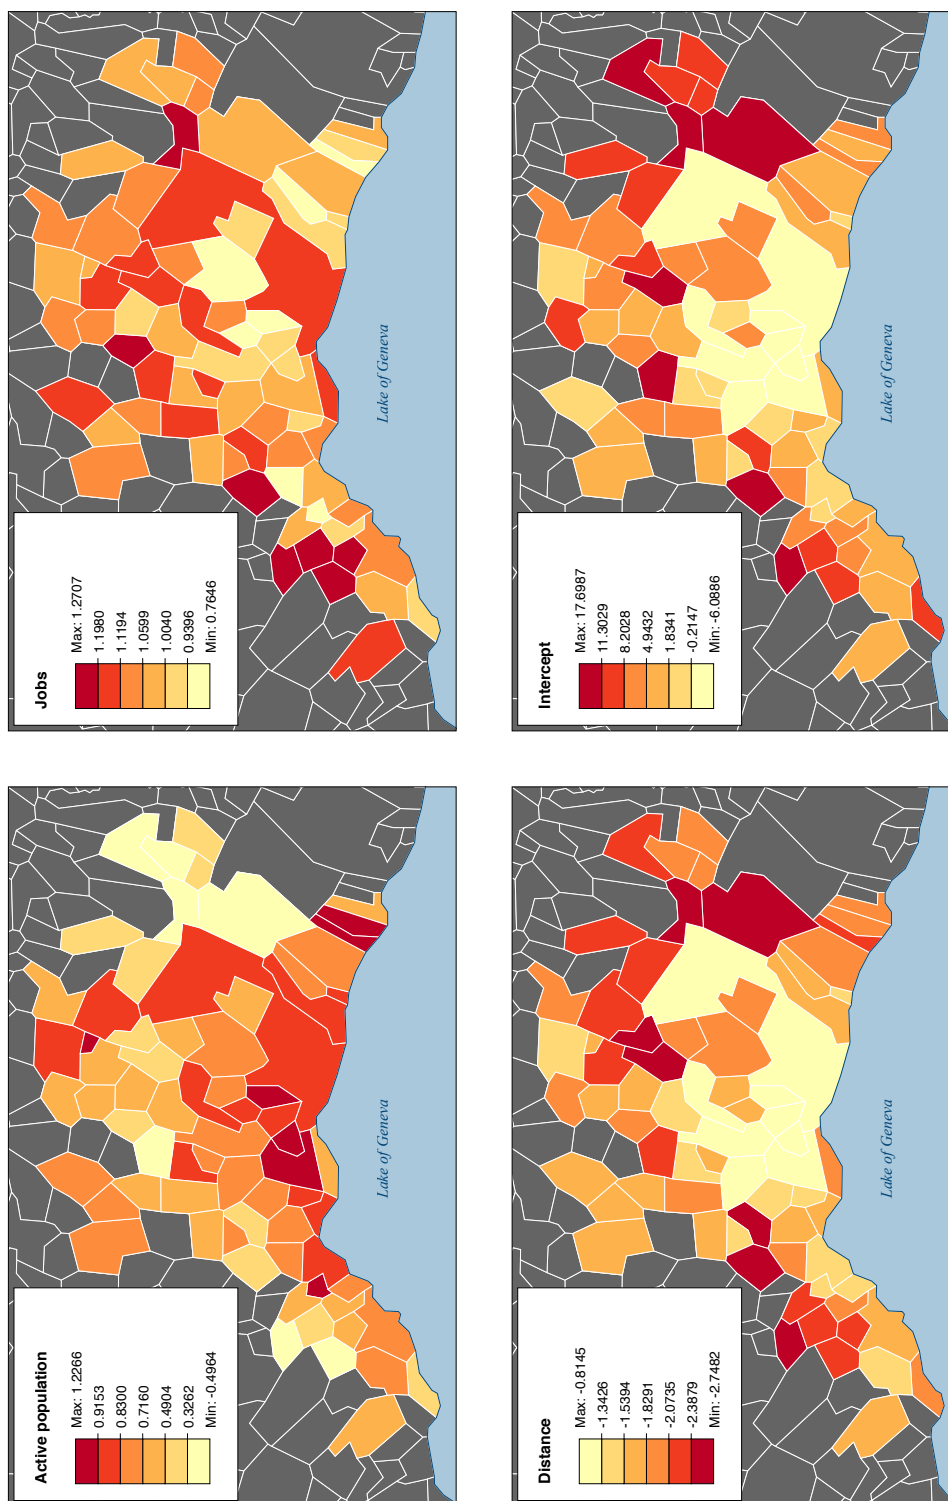 Jobs
Max: 1.2707
1.1980
1.1194
1.0599
1.0040
0.9396
Min: 0.7646
Lake of Geneva
Intercept
Max: 17.6987
11.3029
8.2028
4.9432
1.8341
-0.2147
Min: -6.0886
Lake of Geneva
Active population
Max: 1.2266
0.9153
0.8300
0.7160
0.4904
0.3262
Min: -0.4964
Lake of Geneva
Distance
Max: -0.8145
-1.3426
-1.5394
-1.8291
-2.0735
-2.3879
Min: -2.7482
Lake of Geneva